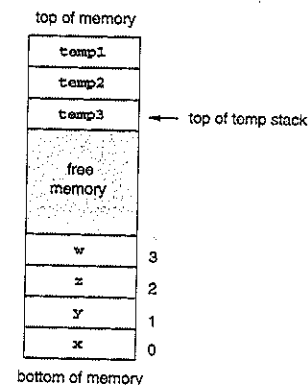 top of memory
temp1
temp2
temp3
top of temp stack
free
memory
w
3
z
2
y
1
x
0
bottom of memory